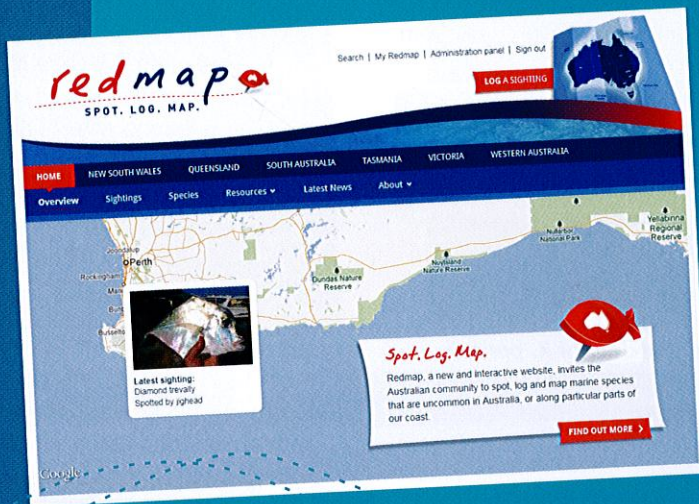 Search | My Redmap | Administration panel | Sign out
redmap
SPOT. LOG. MAP.
LOG A SIGHTING
HOME NEW SOUTH WALES QUEENSLAND SOUTH AUSTRALIA TASMANIA VICTORIA WESTERN AUSTRALIA
Overview Sightings Species Resources Latest News About
Joondalup
Perth
Rockingham
Dundas Nature
Reserve
Nuytsland
Nature Reserve
Nullarbor
National Park
Yellabinna
Regional
Reserve
Latest sighting:
Diamond trevally
Spotted by jighead
Spot. Log. Map.
Redmap, a new and interactive website, invites the
Australian community to spot, log and map marine species
that are uncommon in Australia, or along particular parts of
our coast.
FIND OUT MORE >
Google